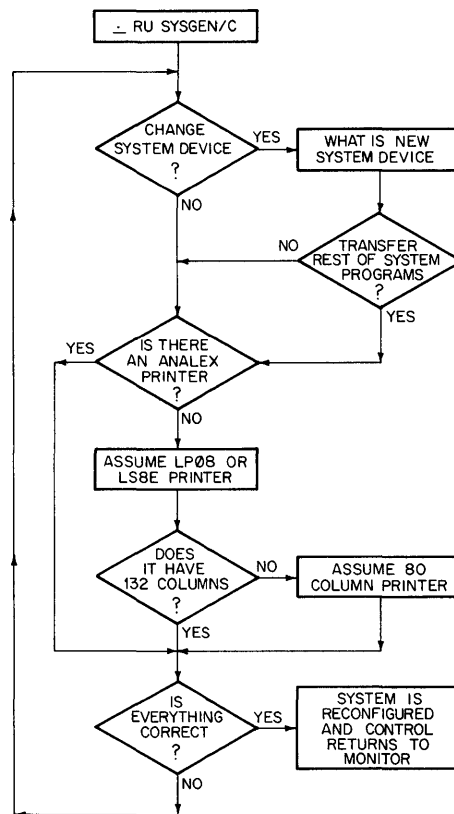 . RU SYSGEN/C
CHANGE
SYSTEM DEVICE
?
YES
NO
WHAT IS NEW
SYSTEM DEVICE
TRANSFER
REST OF SYSTEM
PROGRAMS
?
NO
YES
IS THERE
AN ANALEX
PRINTER
?
YES
NO
ASSUME LPØ8 OR
LS8E PRINTER
DOES
IT HAVE
132 COLUMNS
?
NO
YES
ASSUME 80
COLUMN PRINTER
IS
EVERYTHING
CORRECT
?
YES
NO
SYSTEM IS
RECONFIGURED
AND CONTROL
RETURNS TO
MONITOR